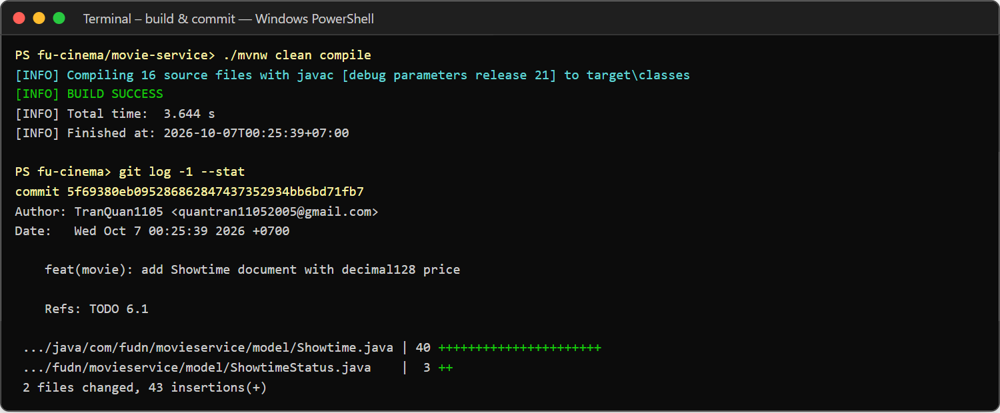 Terminal – build & commit — Windows PowerShell
PS fu-cinema/movie-service> ./mvnw clean compile
[INFO] Compiling 16 source files with javac [debug parameters release 21] to target\classes
[INFO] BUILD SUCCESS
[INFO] Total time:  3.644 s
[INFO] Finished at: 2026-10-07T00:25:39+07:00
PS fu-cinema> git log -1 --stat
commit 5f69380eb095286862847437352934bb6bd71fb7
Author: TranQuan1105 <quantran11052005@gmail.com>
Date:   Wed Oct 7 00:25:39 2026 +0700
feat(movie): add Showtime document with decimal128 price
Refs: TODO 6.1
.../java/com/fudn/movieservice/model/Showtime.java | 40 ++++++++++++++++++++++
.../fudn/movieservice/model/ShowtimeStatus.java    |  3 ++
2 files changed, 43 insertions(+)